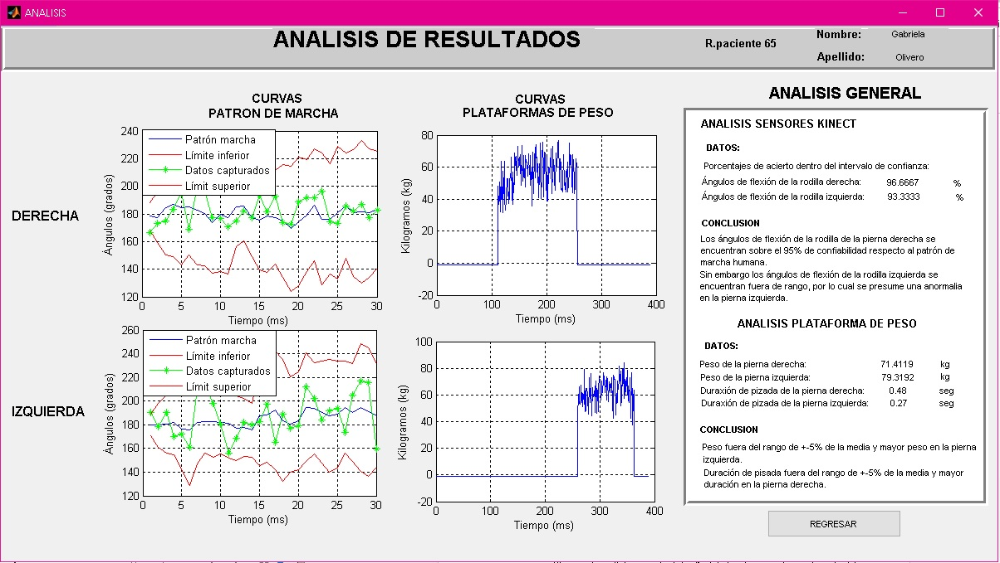 ANALISIS
ANALISIS DE RESULTADOS
R.paciente 65
Nombre:
Gabriela
Apellido:
Olivero
CURVAS
PATRON DE MARCHA
CURVAS
PLATAFORMAS DE PESO
DERECHA
Ángulos (grados)
240
220
200
180
160
140
120
Patrón marcha
Límite inferior
Datos capturados
Límit superior
0 5 10 15 20 25 30
Tiempo (ms)
Kilogramos (kg)
80
60
40
20
0
-20
0 100 200 300 400
Tiempo (ms)
IZQUIERDA
Ángulos (grados)
260
240
220
200
180
160
140
120
Patrón marcha
Límite inferior
Datos capturados
Límit superior
0 5 10 15 20 25 30
Tiempo (ms)
Kilogramos (kg)
100
80
60
40
20
0
-20
0 100 200 300 400
Tiempo (ms)
ANALISIS GENERAL
ANALISIS SENSORES KINECT
DATOS:
Porcentajes de acierto dentro del intervalo de confianza:
Ángulos de flexión de la rodilla derecha: 96.6667 %
Ángulos de flexión de la rodilla izquierda: 93.3333 %
CONCLUSION
Los ángulos de flexión de la rodilla de la pierna derecha se
encuentran sobre el 95% de confiabilidad respecto al patrón de
marcha humana.
Sin embargo los ángulos de flexión de la rodilla izquierda se
encuentran fuera de rango, por lo cual se presume una anormalia
en la pierna izquierda.
ANALISIS PLATAFORMA DE PESO
DATOS:
Peso de la pierna derecha: 71.4119 kg
Peso de la pierna izquierda: 79.3192 kg
Duraxión de pizada de la pierna derecha: 0.48 seg
Duraxión de pizada de la pierna izquierda: 0.27 seg
CONCLUSION
Peso fuera del rango de +-5% de la media y mayor peso en la pierna
izquierda.
Duración de pisada fuera del rango de +-5% de la media y mayor
duración en la pierna derecha.
REGRESAR